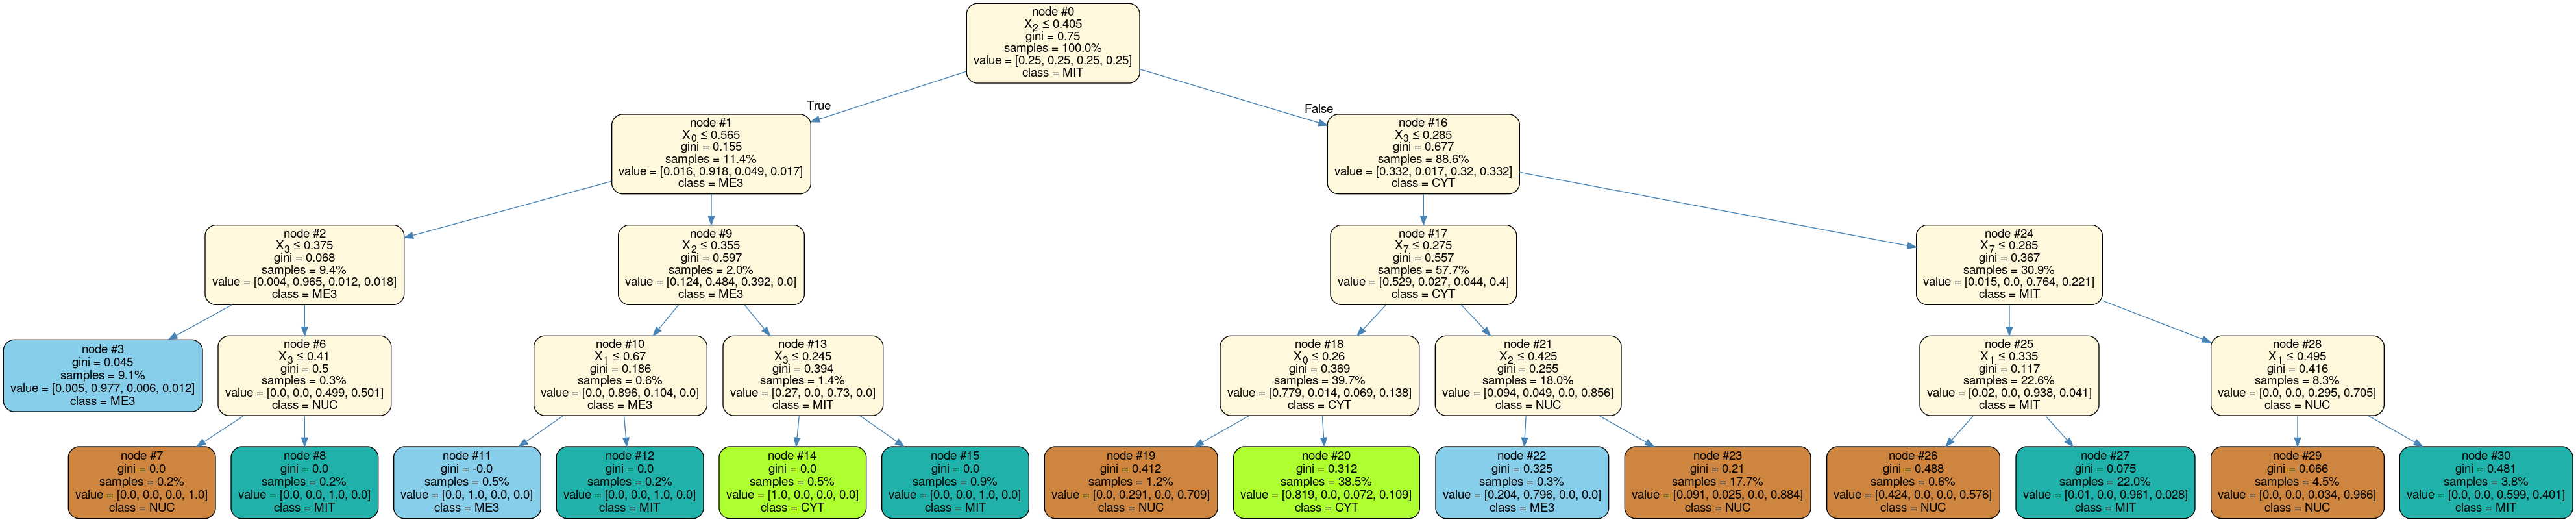 node #0
X2 ≤ 0.405
gini = 0.75
samples = 100.0%
value = [0.25, 0.25, 0.25, 0.25]
class = MIT
True
False
node #1
X0 ≤ 0.565
gini = 0.155
samples = 11.4%
value = [0.016, 0.918, 0.049, 0.017]
class = ME3
node #16
X3 ≤ 0.285
gini = 0.677
samples = 88.6%
value = [0.332, 0.017, 0.32, 0.332]
class = CYT
node #2
X3 ≤ 0.375
gini = 0.068
samples = 9.4%
value = [0.004, 0.965, 0.012, 0.018]
class = ME3
node #9
X2 ≤ 0.355
gini = 0.597
samples = 2.0%
value = [0.124, 0.484, 0.392, 0.0]
class = ME3
node #17
X7 ≤ 0.275
gini = 0.557
samples = 57.7%
value = [0.529, 0.027, 0.044, 0.4]
class = CYT
node #24
X7 ≤ 0.285
gini = 0.367
samples = 30.9%
value = [0.015, 0.0, 0.764, 0.221]
class = MIT
node #3
gini = 0.045
samples = 9.1%
value = [0.005, 0.977, 0.006, 0.012]
class = ME3
node #6
X3 ≤ 0.41
gini = 0.5
samples = 0.3%
value = [0.0, 0.0, 0.499, 0.501]
class = NUC
node #10
X1 ≤ 0.67
gini = 0.186
samples = 0.6%
value = [0.0, 0.896, 0.104, 0.0]
class = ME3
node #13
X3 ≤ 0.245
gini = 0.394
samples = 1.4%
value = [0.27, 0.0, 0.73, 0.0]
class = MIT
node #18
X0 ≤ 0.26
gini = 0.369
samples = 39.7%
value = [0.779, 0.014, 0.069, 0.138]
class = CYT
node #21
X2 ≤ 0.425
gini = 0.255
samples = 18.0%
value = [0.094, 0.049, 0.0, 0.856]
class = NUC
node #25
X1 ≤ 0.335
gini = 0.117
samples = 22.6%
value = [0.02, 0.0, 0.938, 0.041]
class = MIT
node #28
X1 ≤ 0.495
gini = 0.416
samples = 8.3%
value = [0.0, 0.0, 0.295, 0.705]
class = NUC
node #7
gini = 0.0
samples = 0.2%
value = [0.0, 0.0, 0.0, 1.0]
class = NUC
node #8
gini = 0.0
samples = 0.2%
value = [0.0, 0.0, 1.0, 0.0]
class = MIT
node #11
gini = -0.0
samples = 0.5%
value = [0.0, 1.0, 0.0, 0.0]
class = ME3
node #12
gini = 0.0
samples = 0.2%
value = [0.0, 0.0, 1.0, 0.0]
class = MIT
node #14
gini = 0.0
samples = 0.5%
value = [1.0, 0.0, 0.0, 0.0]
class = CYT
node #15
gini = 0.0
samples = 0.9%
value = [0.0, 0.0, 1.0, 0.0]
class = MIT
node #19
gini = 0.412
samples = 1.2%
value = [0.0, 0.291, 0.0, 0.709]
class = NUC
node #20
gini = 0.312
samples = 38.5%
value = [0.819, 0.0, 0.072, 0.109]
class = CYT
node #22
gini = 0.325
samples = 0.3%
value = [0.204, 0.796, 0.0, 0.0]
class = ME3
node #23
gini = 0.21
samples = 17.7%
value = [0.091, 0.025, 0.0, 0.884]
class = NUC
node #26
gini = 0.488
samples = 0.6%
value = [0.424, 0.0, 0.0, 0.576]
class = NUC
node #27
gini = 0.075
samples = 22.0%
value = [0.01, 0.0, 0.961, 0.028]
class = MIT
node #29
gini = 0.066
samples = 4.5%
value = [0.0, 0.0, 0.034, 0.966]
class = NUC
node #30
gini = 0.481
samples = 3.8%
value = [0.0, 0.0, 0.599, 0.401]
class = MIT